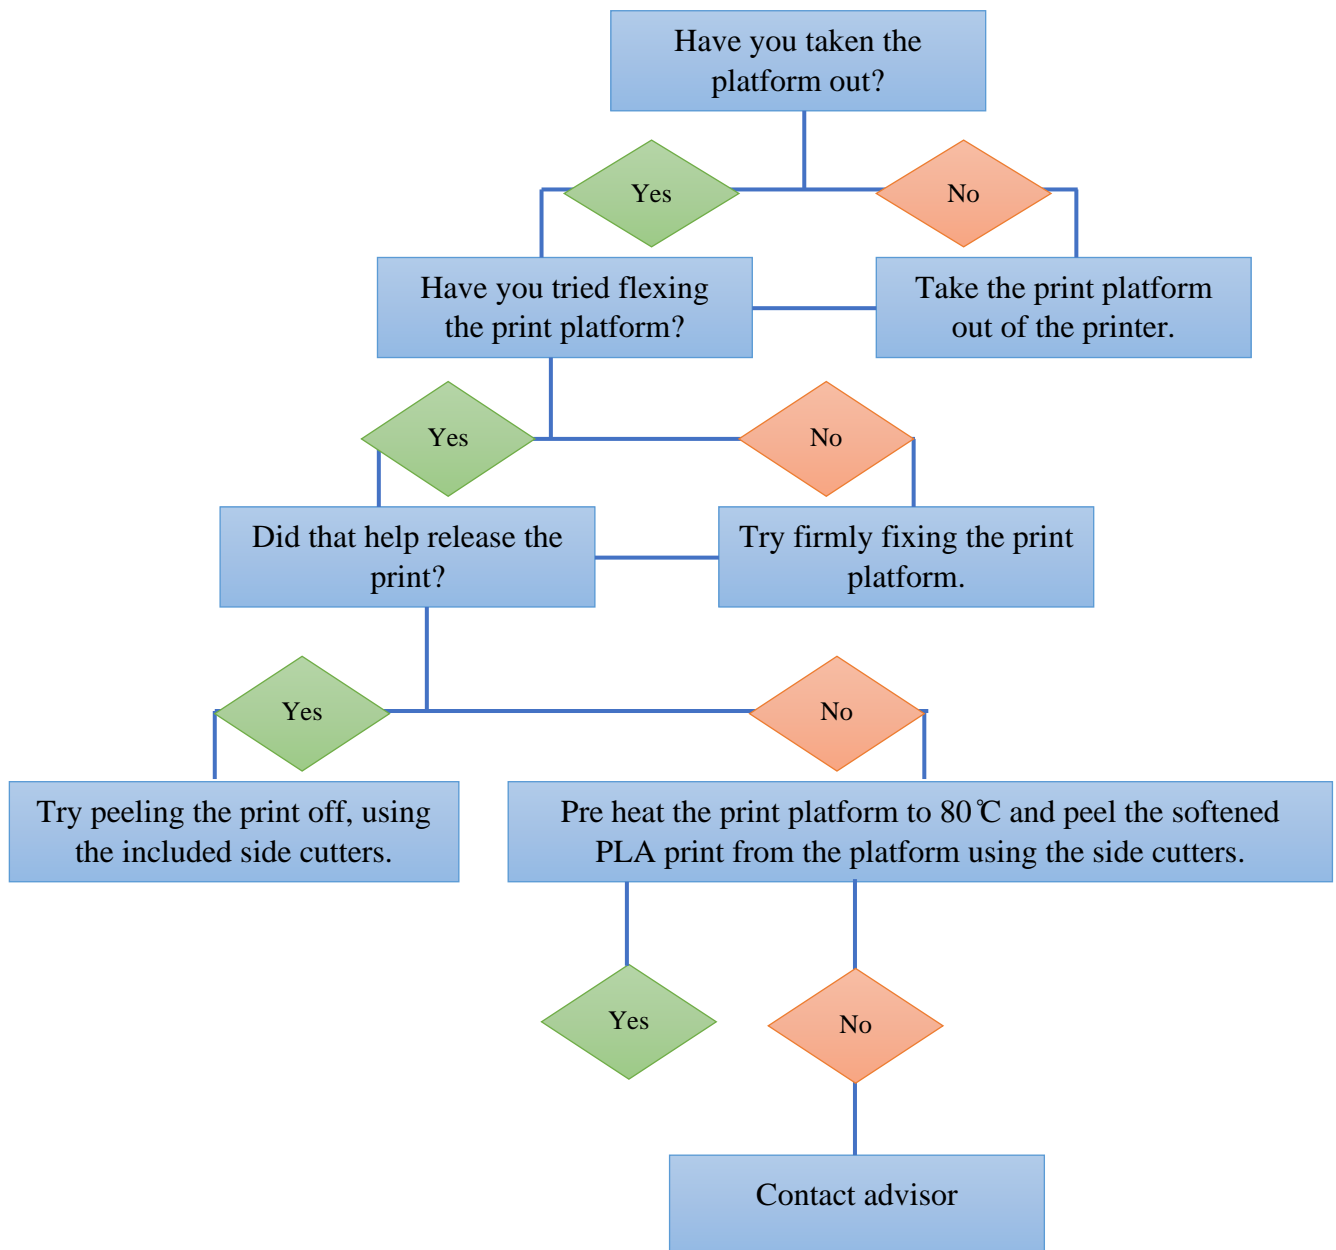 Have you taken the
platform out?
Yes
No
Have you tried flexing
the print platform?
Take the print platform
out of the printer.
Yes
No
Did that help release the
print?
Try firmly fixing the print
platform.
Yes
No
Try peeling the print off, using
the included side cutters.
Pre heat the print platform to 80℃ and peel the softened
PLA print from the platform using the side cutters.
Yes
No
Contact advisor